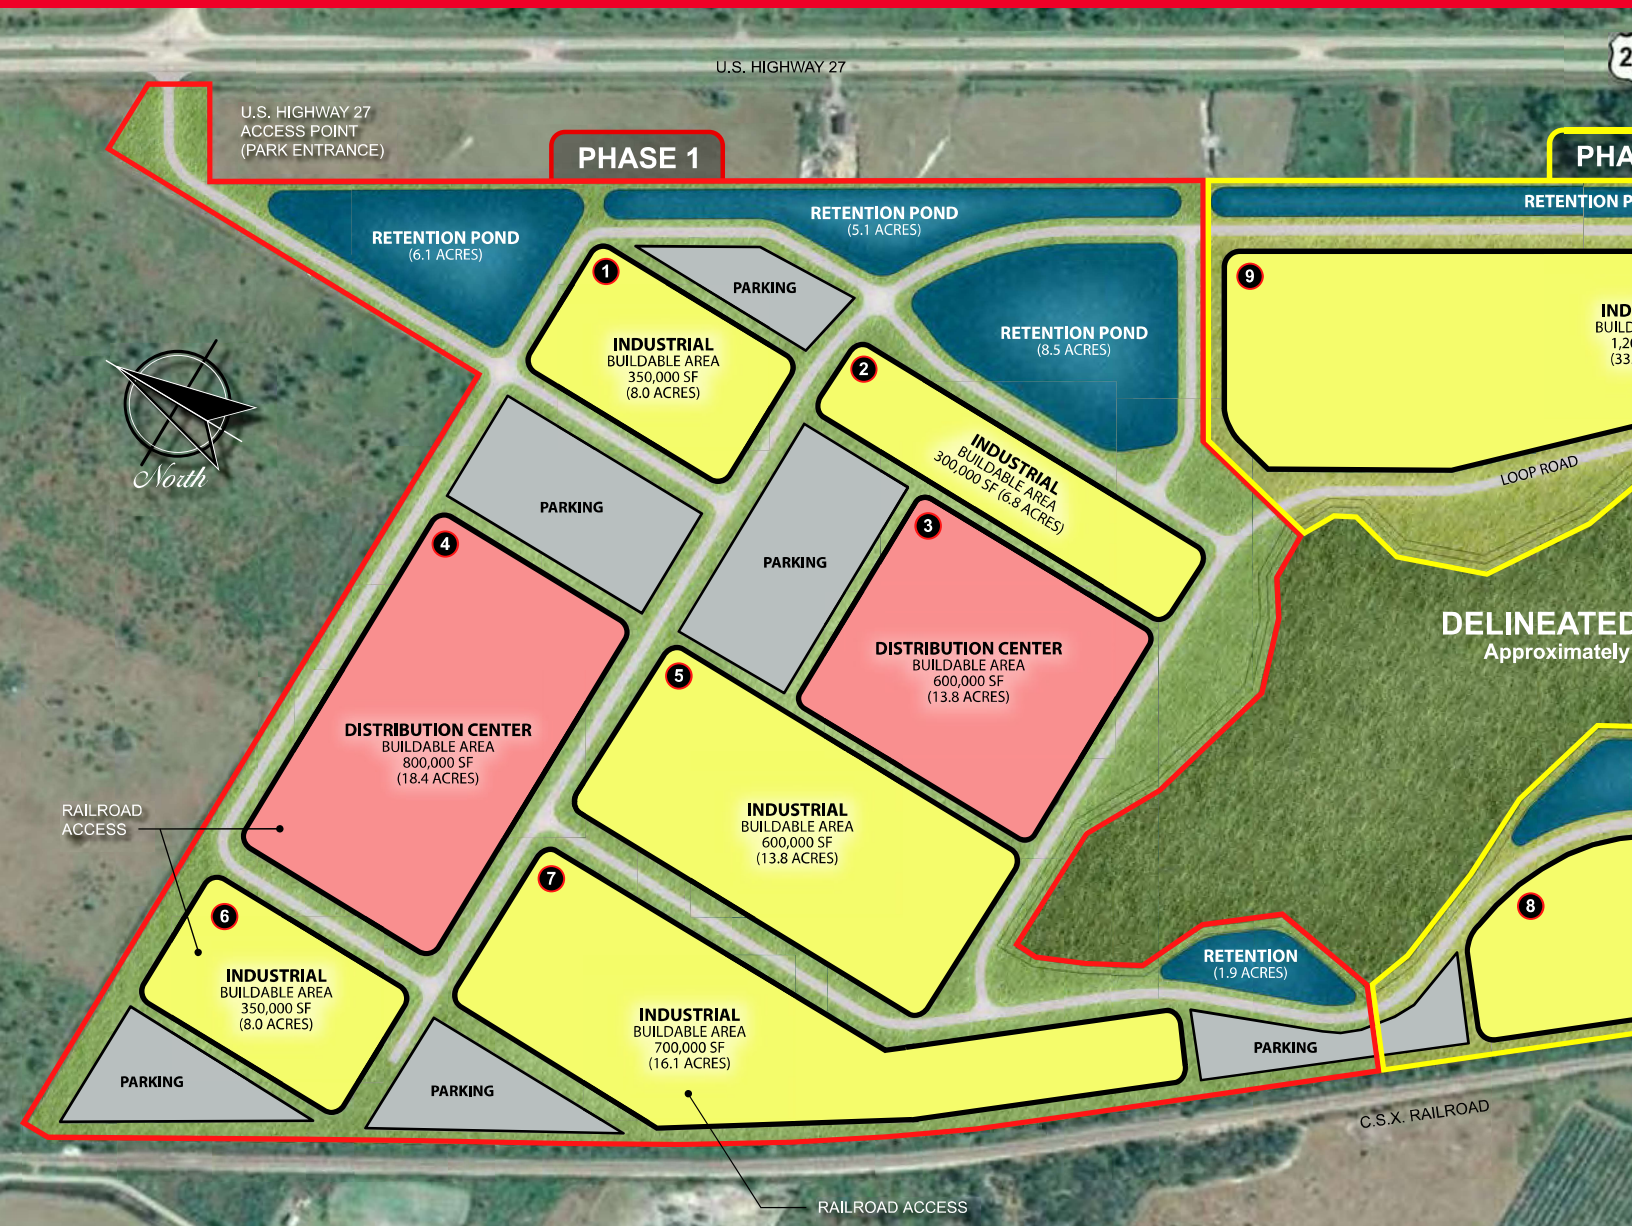 U.S. HIGHWAY 27
2
U.S. HIGHWAY 27
ACCESS POINT
(PARK ENTRANCE)
PHASE 1
PHA
RETENTION P
RETENTION POND
(5.1 ACRES)
RETENTION POND
(6.1 ACRES)
1
PARKING
INDUSTRIAL
BUILDABLE AREA
350,000 SF
(8.0 ACRES)
RETENTION POND
(8.5 ACRES)
9
IND
BUILD
1,20
(33.
2
INDUSTRIAL
BUILDABLE AREA
300,000 SF (6.8 ACRES)
LOOP ROAD
North
PARKING
PARKING
3
DISTRIBUTION CENTER
BUILDABLE AREA
600,000 SF
(13.8 ACRES)
4
DISTRIBUTION CENTER
BUILDABLE AREA
800,000 SF
(18.4 ACRES)
DELINEATED
Approximately
5
INDUSTRIAL
BUILDABLE AREA
600,000 SF
(13.8 ACRES)
RAILROAD
ACCESS
6
INDUSTRIAL
BUILDABLE AREA
350,000 SF
(8.0 ACRES)
7
INDUSTRIAL
BUILDABLE AREA
700,000 SF
(16.1 ACRES)
8
RETENTION
(1.9 ACRES)
PARKING
PARKING
PARKING
C.S.X. RAILROAD
RAILROAD ACCESS